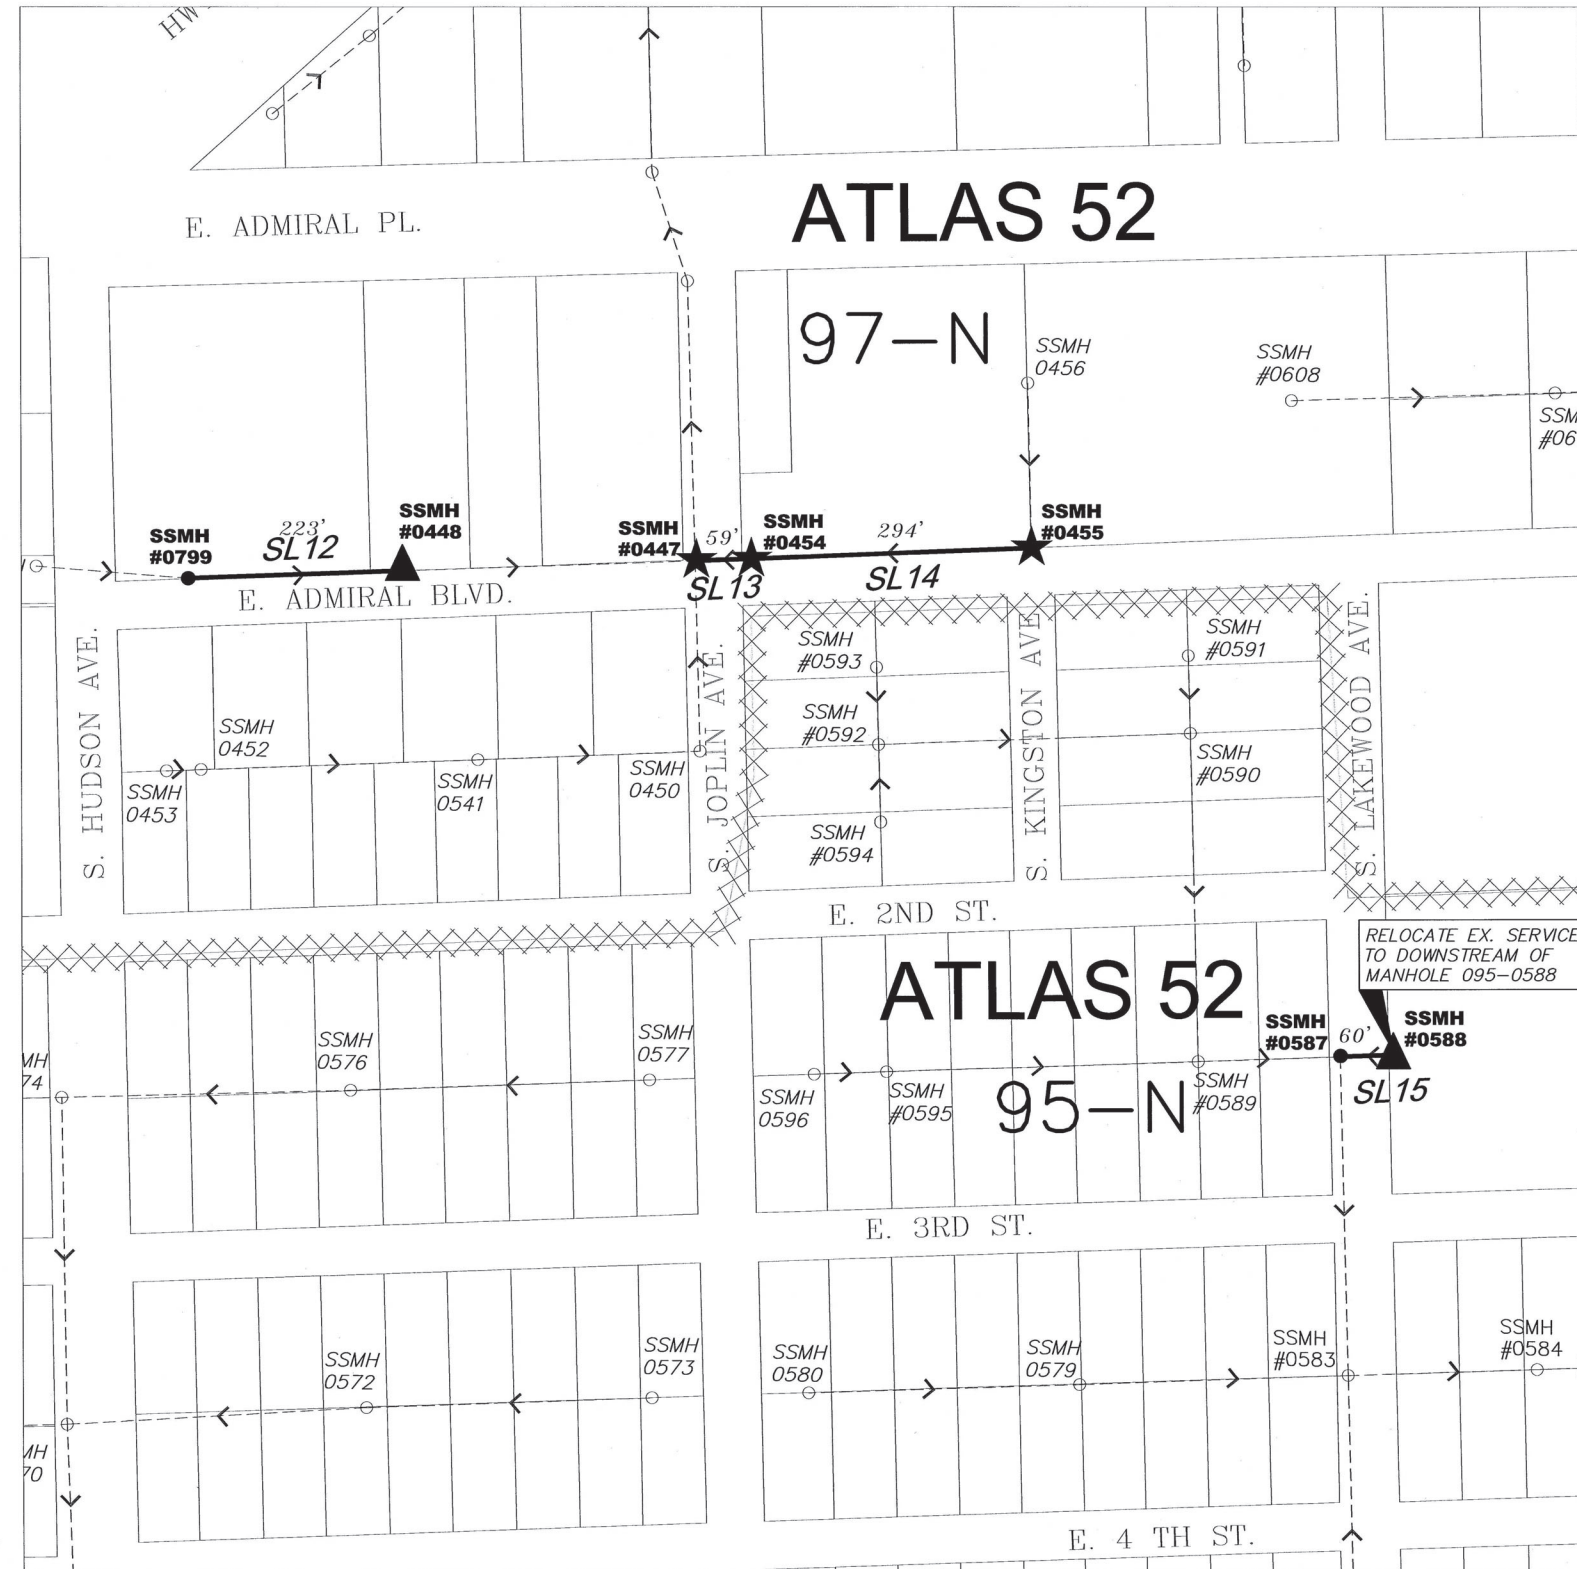 HW
E. ADMIRAL PL.
ATLAS 52
97-N
SSMH
0456
SSMH
#0608
SSM
#06
SSMH
#0799
223'
SL12
SSMH
#0448
SSMH
#0447
59'
SL13
SSMH
#0454
294'
SL14
SSMH
#0455
E. ADMIRAL BLVD.
S. HUDSON AVE.
S. JOPLIN AVE.
S. KINGSTON AVE
S. LAKEWOOD AVE.
SSMH
#0593
SSMH
#0591
SSMH
0452
SSMH
#0592
SSMH
#0590
SSMH
0453
SSMH
0541
SSMH
0450
SSMH
#0594
E. 2ND ST.
RELOCATE EX. SERVICE
TO DOWNSTREAM OF
MANHOLE 095-0588
ATLAS 52
95-N
SSMH
#0587
60'
SSMH
#0588
SL15
MH
74
SSMH
0576
SSMH
0577
SSMH
0596
SSMH
#0595
SSMH
#0589
E. 3RD ST.
SSMH
0572
SSMH
0573
SSMH
0580
SSMH
0579
SSMH
#0583
SSMH
#0584
MH
70
E. 4 TH ST.